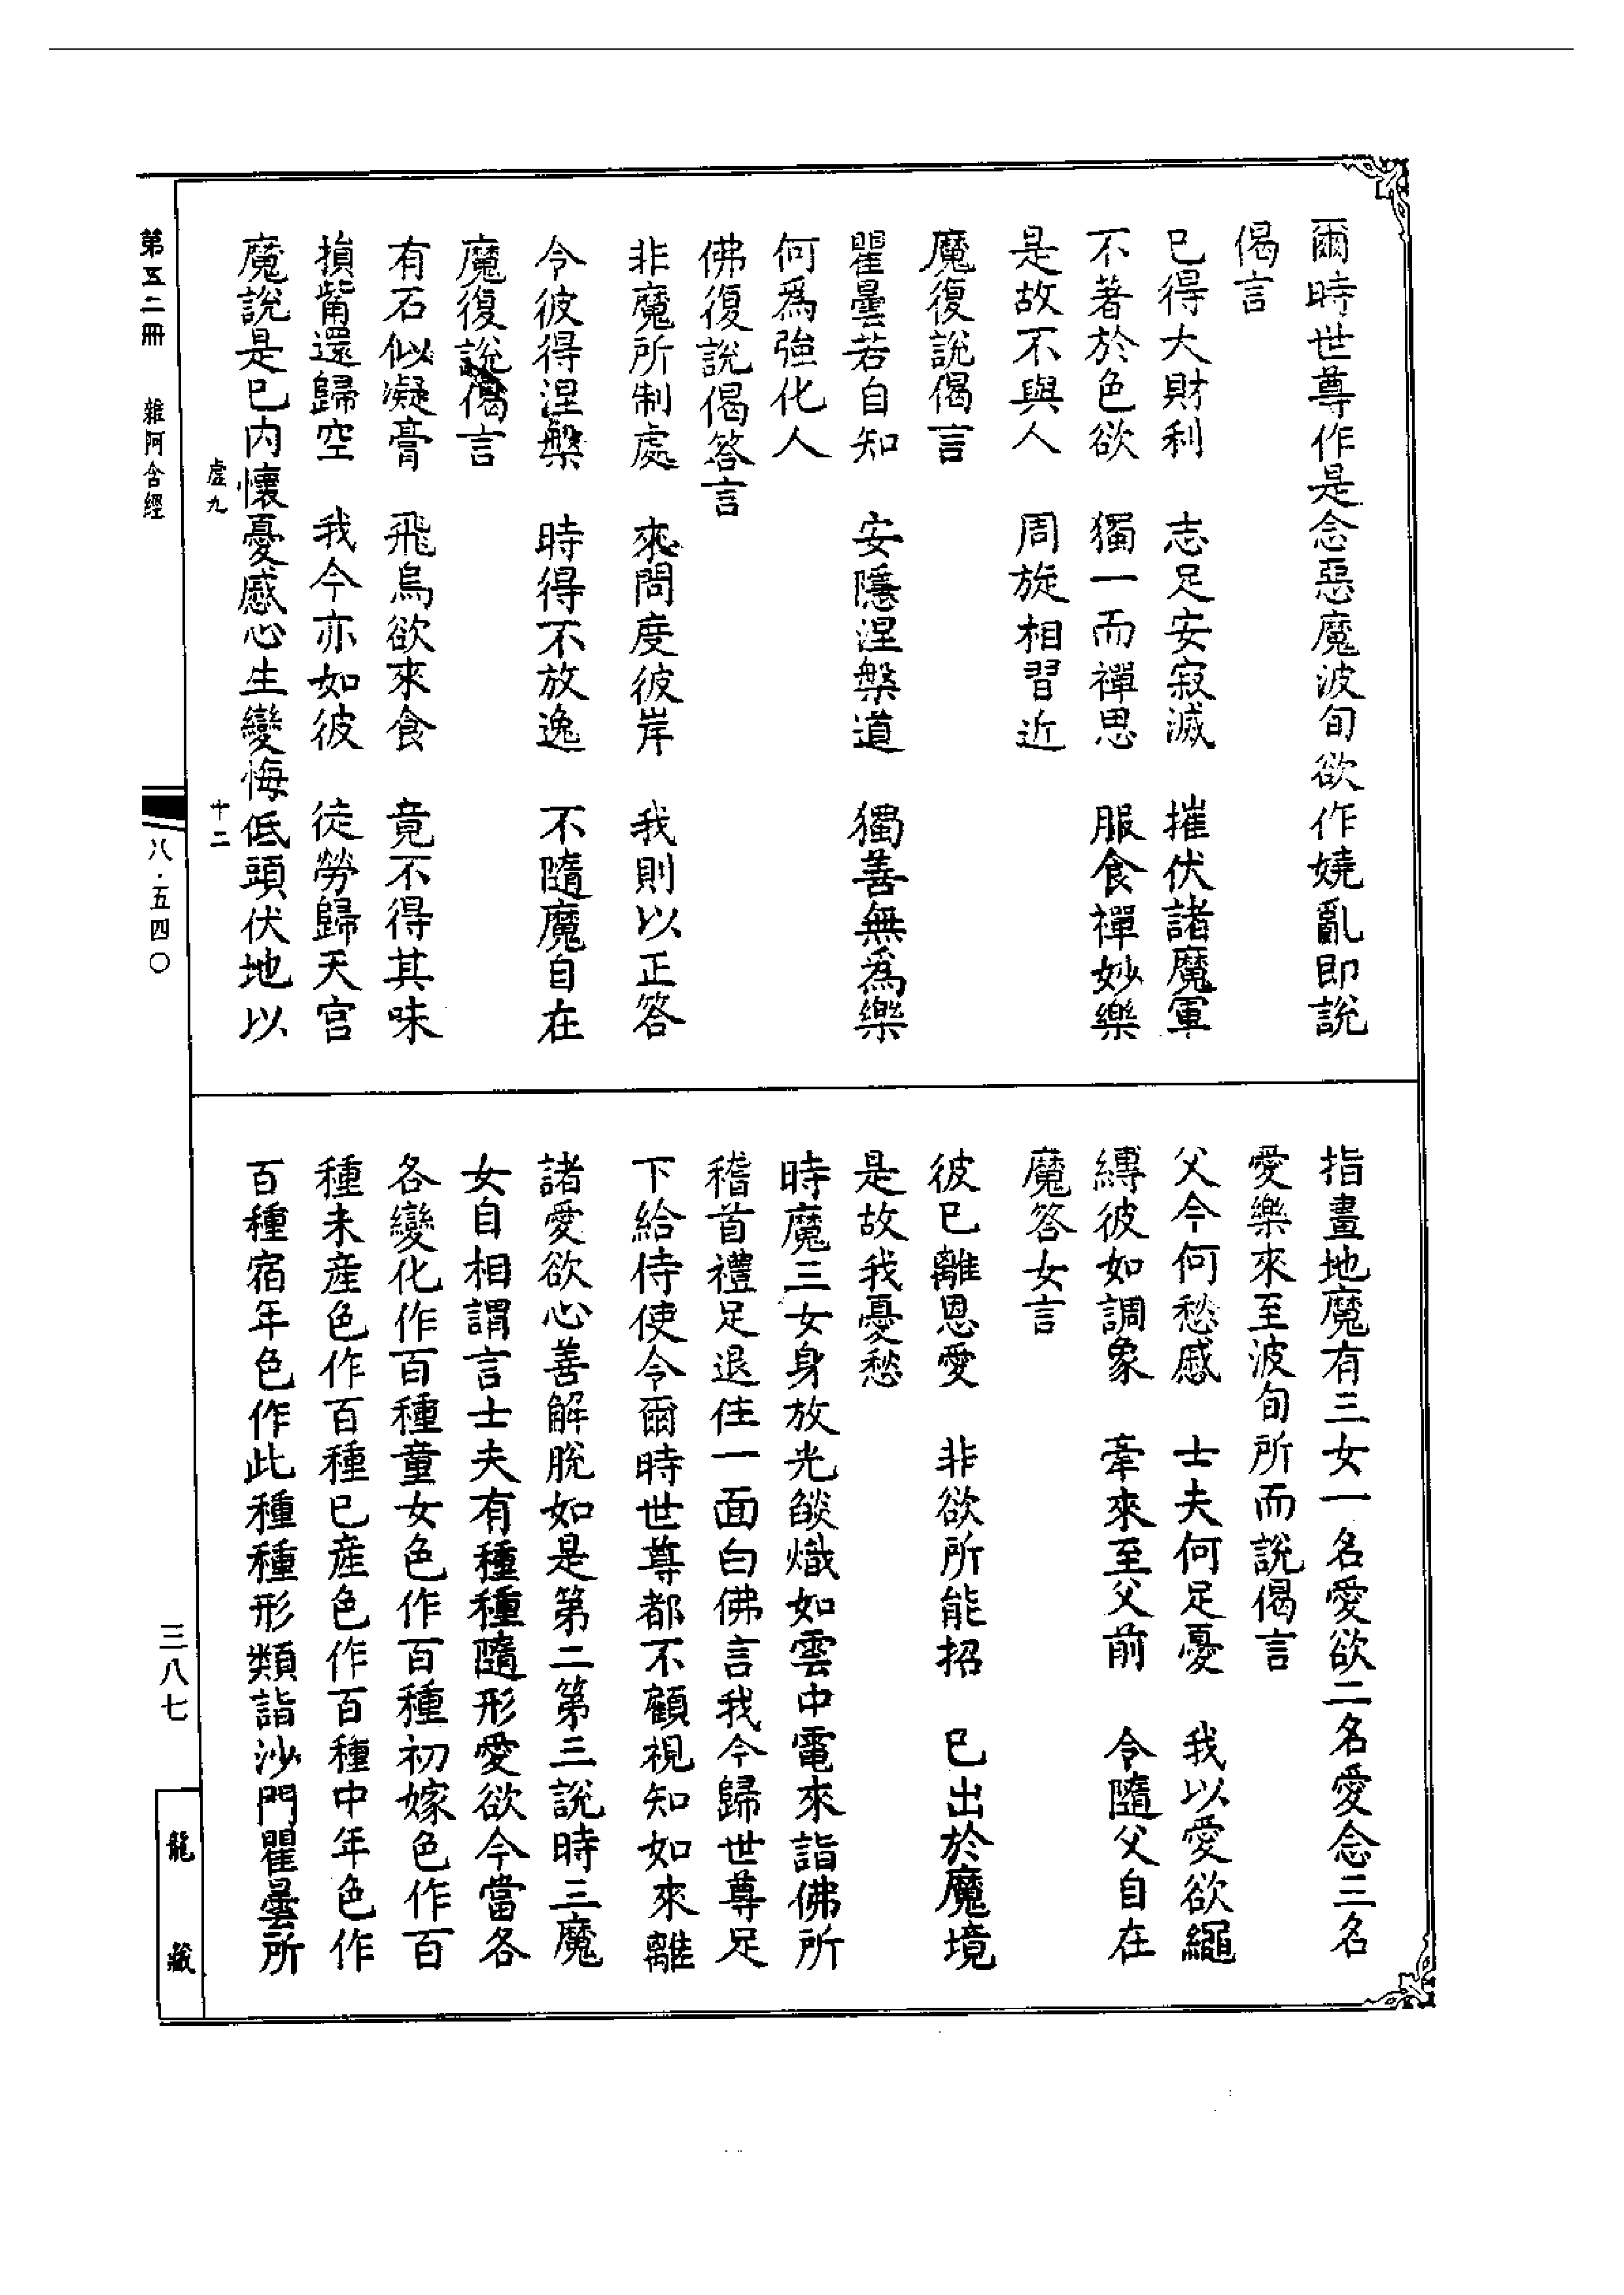 爾時世尊作是念惡魔波旬欲作嬈亂即說
偈言
已得大財利　志足安寂滅　摧伏諸魔軍
不著於色欲　獨一而禪思　服食禪妙樂
是故不與人　周旋相習近
魔復說偈言
瞿曇若自知　安隱涅槃道　獨善無為樂
何為強化人
佛復說偈答言
非魔所制處　來問度彼岸　我則以正答
令彼得涅槃　時得不放逸　不隨魔自在
魔復說偈言
有石似凝膏　飛烏欲來食　竟不得其味
損觜還歸空　我今亦如彼　徒勞歸天宮
魔說是已內懷憂慼心生變悔低頭伏地以
指畫地魔有三女一名愛欲二名愛念三名
愛樂來至波旬所而說偈言
父今何愁慼　士夫何足憂　我以愛欲繩
縛彼如調象　牽來至父前　令隨父自在
魔答女言
彼已離恩愛　非欲所能招　已出於魔境
是故我憂愁
時魔三女身放光燄熾如雲中電來詣佛所
稽首禮足退住一面白佛言我今歸世尊足
下給侍使令爾時世尊都不顧視知如來離
諸愛欲心善解脫如是第二第三說時三魔
女自相謂言士夫有種種隨形愛欲今當各
各變化作百種童女色作百種初嫁色作百
種未產色作百種已產色作百種中年色作
百種宿年色作此種種形類詣沙門瞿曇所
虛九
十二
第五二冊　雜阿含經
八·五四〇
三八七
龍藏